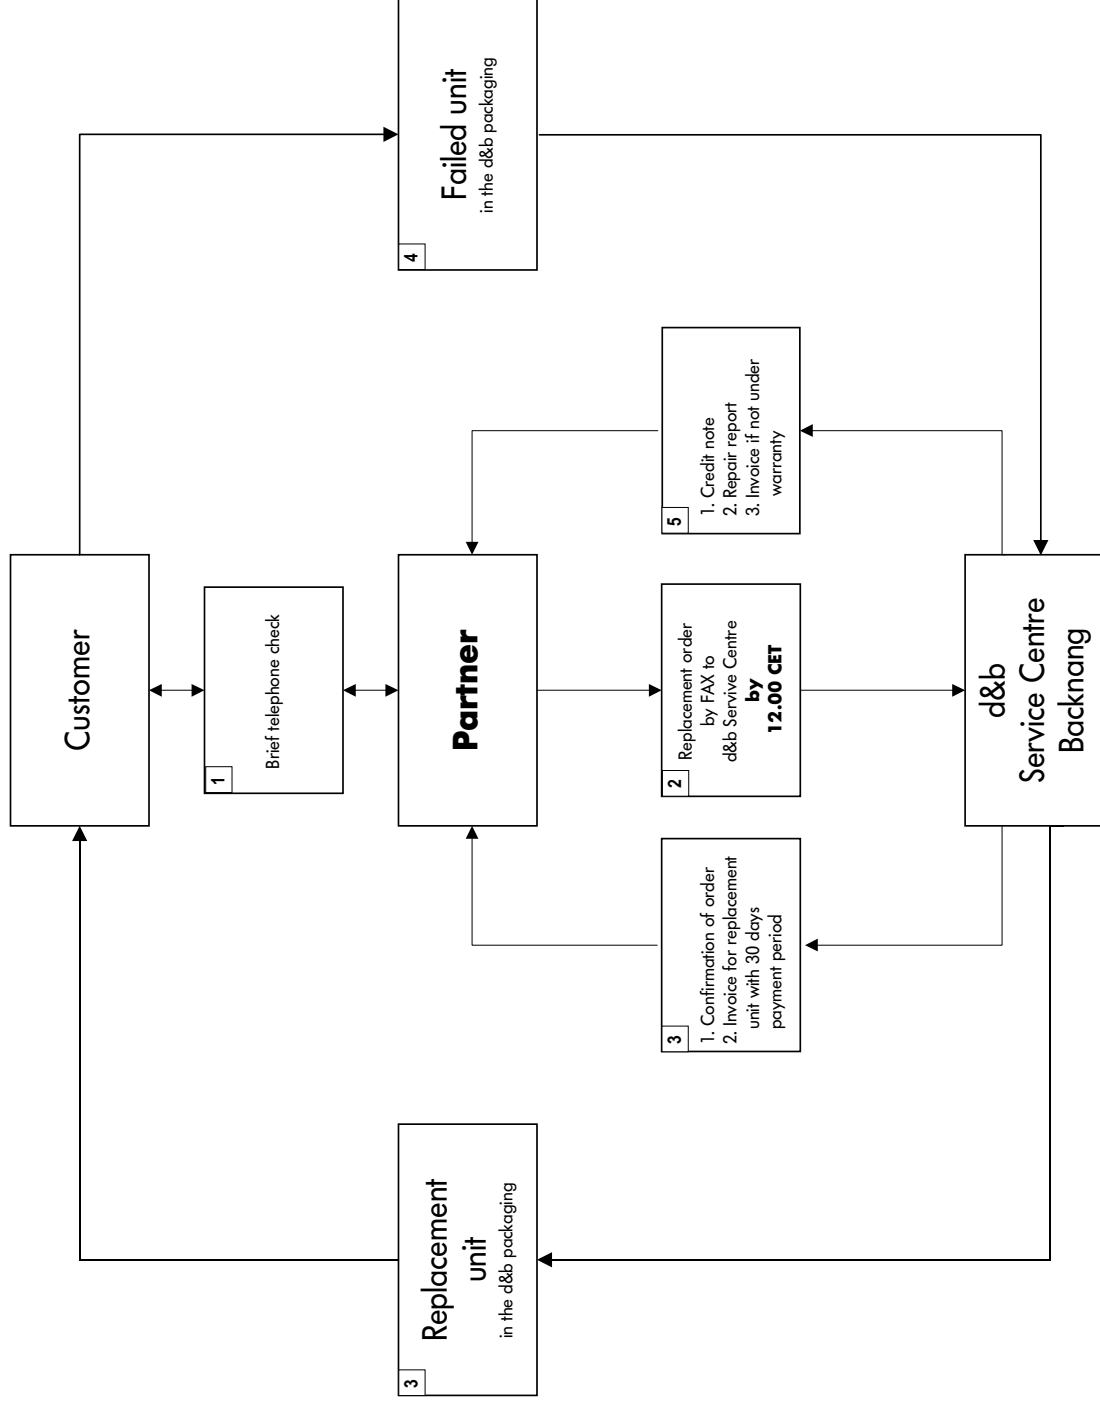 Customer
1
Brief telephone check
3
Replacement
unit
in the d&b packaging
Partner
4
Failed unit
in the d&b packaging
3
1. Confirmation of order
2. Invoice for replacement
unit with 30 days
payment period
2
Replacement order
by FAX to
d&b Servive Centre
by
12.00 CET
5
1. Credit note
2. Repair report
3. Invoice if not under
warranty
d&b
Service Centre
Backnang